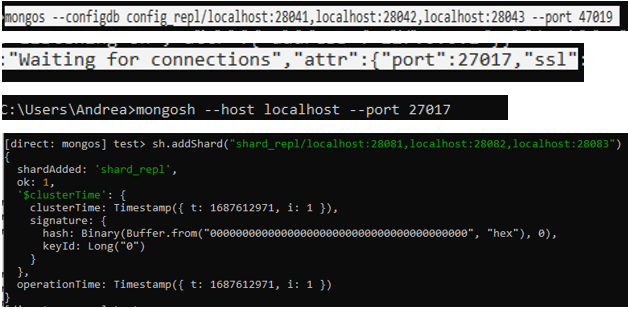 mongos --configdb config_repl/localhost:28041,localhost:28042,localhost:28043 --port 47019
:"Waiting for connections","attr":{"port":27017,"ssl":
C:\Users\Andrea>mongosh --host localhost --port 27017
[direct: mongos] test> sh.addShard("shard_repl/localhost:28081,localhost:28082,localhost:28083")
{
  shardAdded: 'shard_repl',
  ok: 1,
  '$clusterTime': {
    clusterTime: Timestamp({ t: 1687612971, i: 1 }),
    signature: {
      hash: Binary(Buffer.from("0000000000000000000000000000000000000000", "hex"), 0),
      keyId: Long("0")
    }
  },
  operationTime: Timestamp({ t: 1687612971, i: 1 })
}